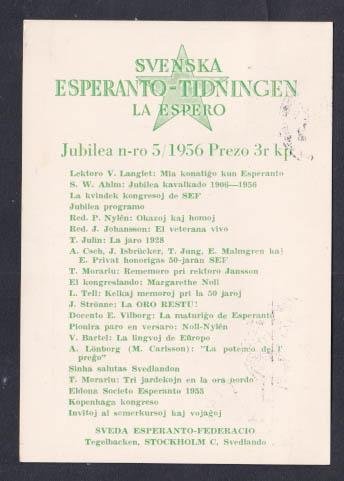 SVENSKA
ESPERANTO-TIDNINGEN
LA ESPERO
Jubilea n-ro 5/1956 Prezo 3r kp
Lektoro V. Langlet: Mia konatiĝo kun Esperanto
S. W. Ahlm: Jubilea kavalkado 1906—1956
La kvindek kongresoj de SEF
Jubilea programo
Red. P. Nylén: Okazoj kaj homoj
Red. J. Johansson: El veterana vivo
T. Julin: La jaro 1928
A. Cseh, J. Isbrücker, T. Jung, E. Malmgren kaj
E. Privat honorigas 50-jaran SEF
T. Morariu: Rememoro pri rektoro Jansson
El kongreslando: Margarethe Noll
L. Tell: Kelkaj memoroj pri la 50 jaroj
J. Strönne: La ORO RESTU!
Docento E. Vilborg: La maturiĝo de Esperanto
Pionira paro en versaro: Noll-Nylén
V. Bartel: La lingvoj de Eŭropo
A. Lönborg (M. Carlsson): "La potenco de l'
preĝo"
Sinha salutas Svedlandon
T. Morariu: Tri jardekojn en la ora nordo
Eldona Societo Esperanto 1955
Kopenhaga kongreso
Invitoj al somerkursoj kaj vojaĝoj
SVEDA ESPERANTO-FEDERACIO
Tegelbacken, STOCKHOLM C, Svedlando